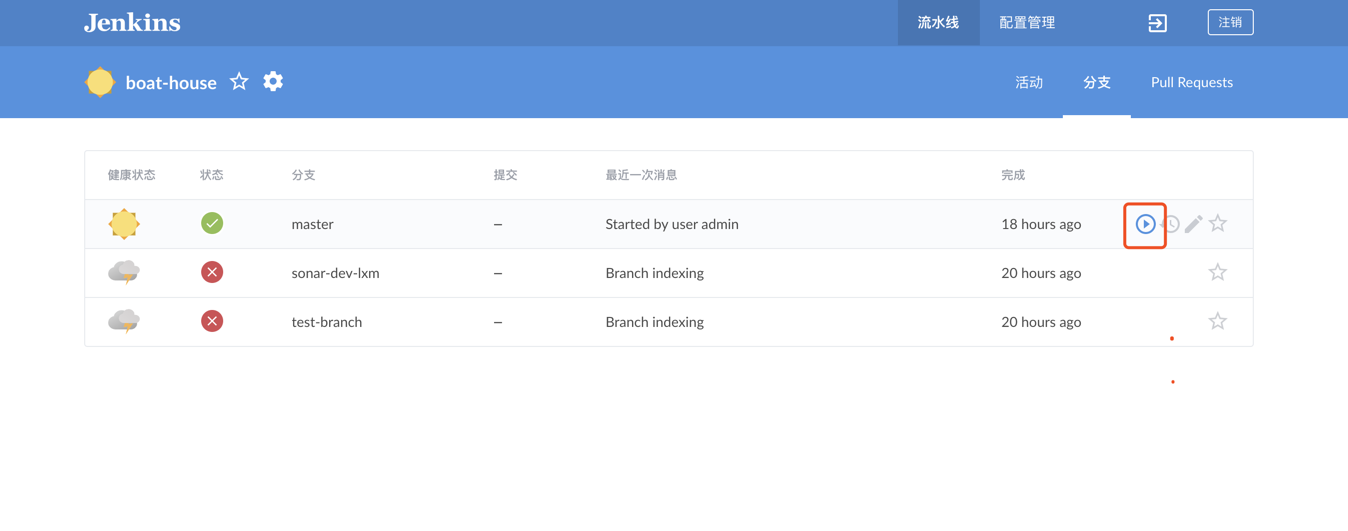 Jenkins 流水线 配置管理 注销
boat-house 活动 分支 Pull Requests
健康状态 状态 分支 提交 最近一次消息 完成
master – Started by user admin 18 hours ago
sonar-dev-lxm – Branch indexing 20 hours ago
test-branch – Branch indexing 20 hours ago